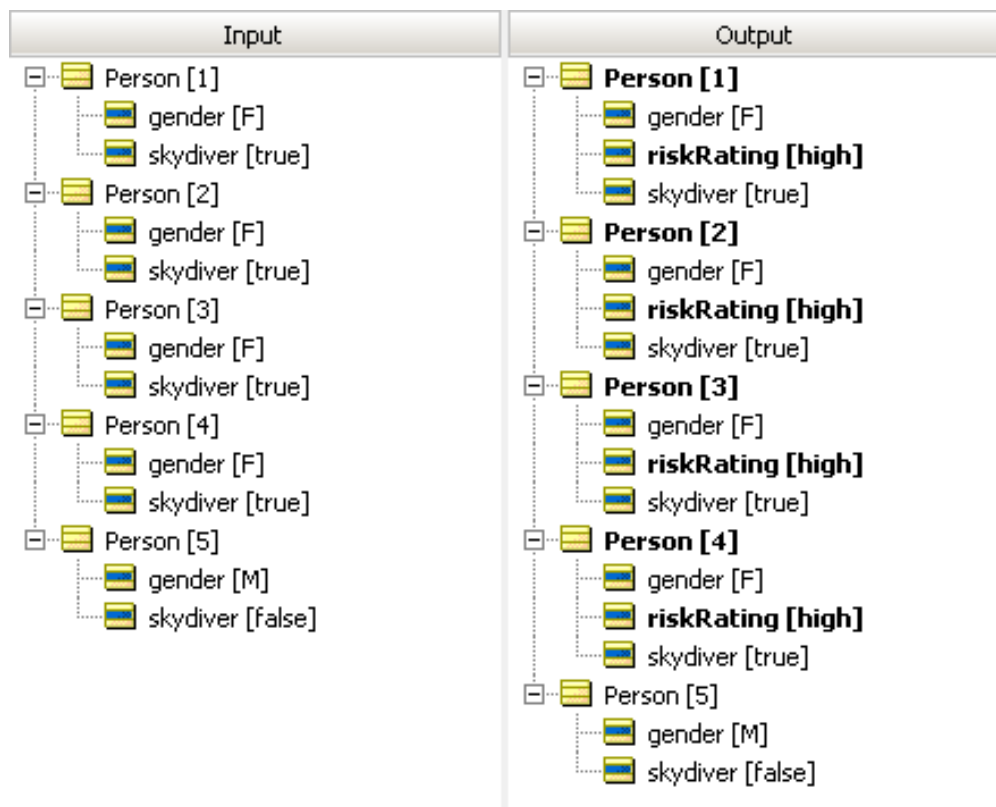 Input
Person [1]
gender [F]
skydiver [true]
Person [2]
gender [F]
skydiver [true]
Person [3]
gender [F]
skydiver [true]
Person [4]
gender [F]
skydiver [true]
Person [5]
gender [M]
skydiver [false]
Output
Person [1]
gender [F]
riskRating [high]
skydiver [true]
Person [2]
gender [F]
riskRating [high]
skydiver [true]
Person [3]
gender [F]
riskRating [high]
skydiver [true]
Person [4]
gender [F]
riskRating [high]
skydiver [true]
Person [5]
gender [M]
skydiver [false]